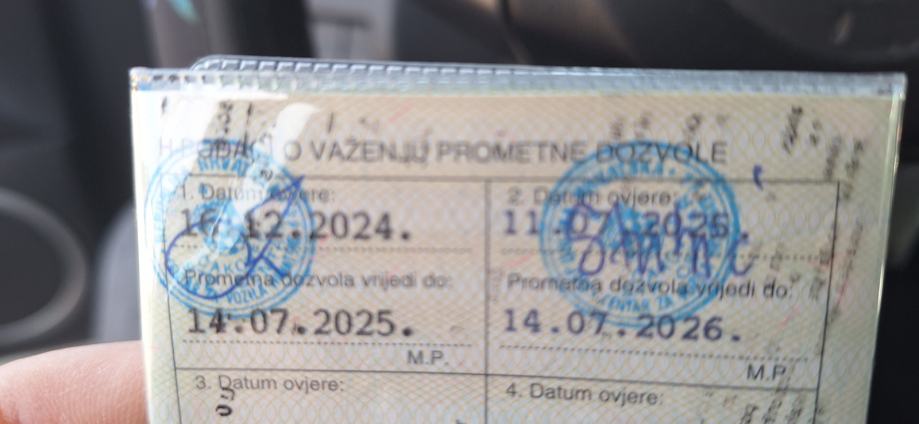 O VAŽENJU PROMETNE DOZVOLE
1. Datum ovjere:
16.12.2024.
Prometna dozvola vrijedi do:
14.07.2025.
M.P.
2. Datum ovjere:
11.07.2025.
Prometna dozvola vrijedi do:
14.07.2026.
M.P.
3. Datum ovjere:
4. Datum ovjere: